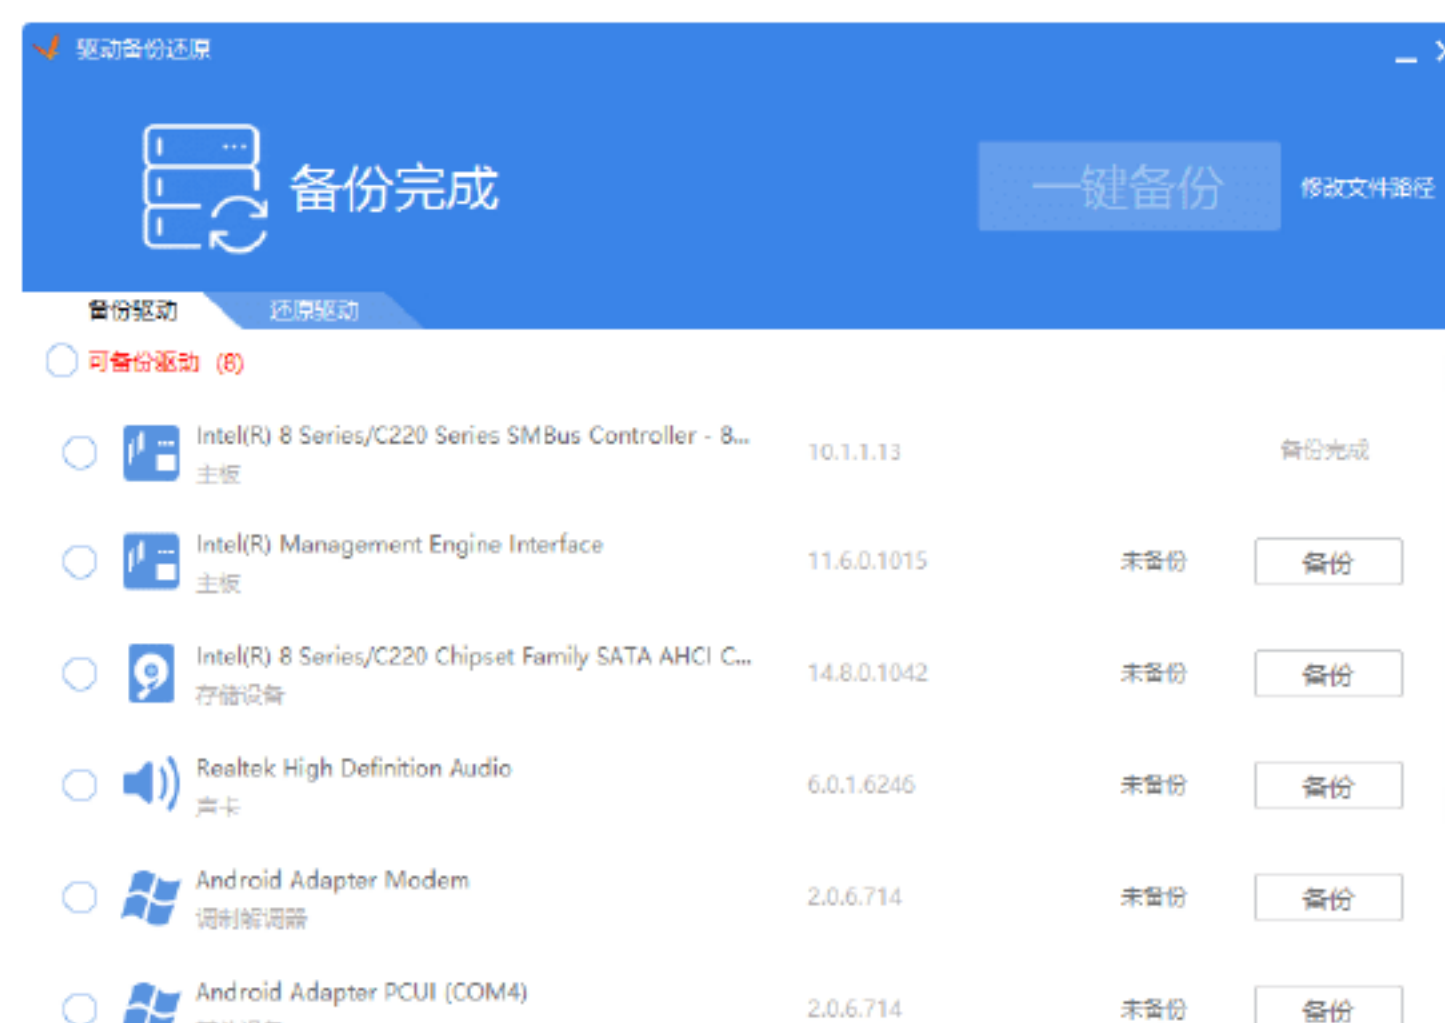 驱动备份还原
备份完成
一键备份 修改文件路径
备份驱动 还原驱动
可备份驱动 (8)
Intel(R) 8 Series/C220 Series SMBus Controller - 8...
主板
10.1.1.13 备份完成
Intel(R) Management Engine Interface
主板
11.6.0.1015 未备份 备份
Intel(R) 8 Series/C220 Chipset Family SATA AHCI C...
存储设备
14.8.0.1042 未备份 备份
Realtek High Definition Audio
声卡
6.0.1.6246 未备份 备份
Android Adapter Modem
调制解调器
2.0.6.714 未备份 备份
Android Adapter PCUI (COM4)
2.0.6.714 未备份 备份